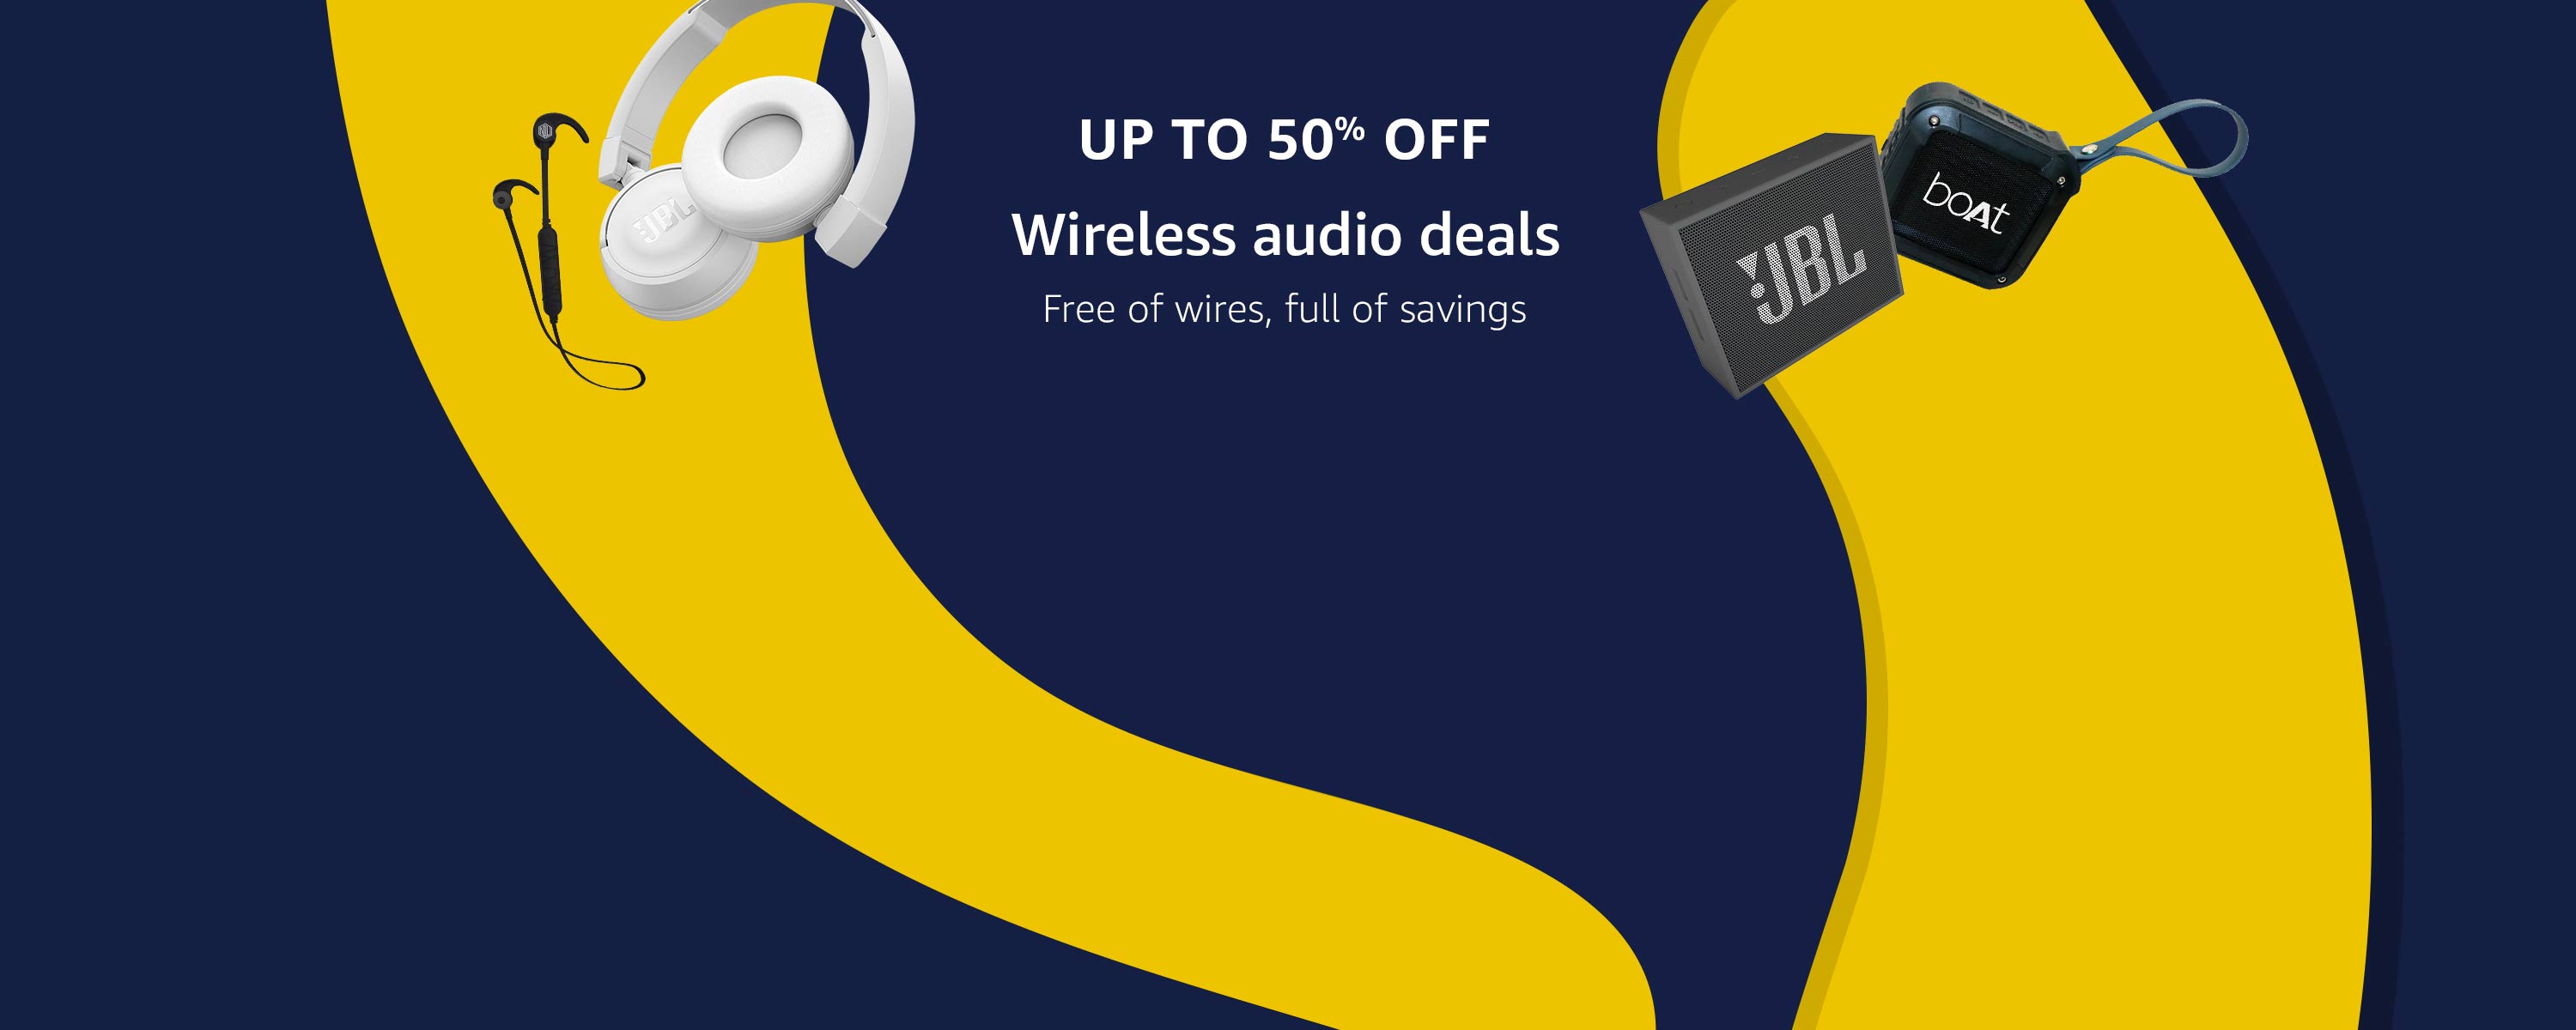 UP TO 50% OFF
Wireless audio deals
Free of wires, full of savings
JBL
JBL
boAt